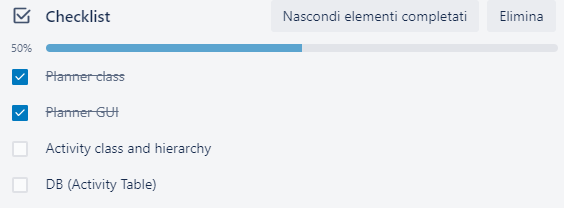 Checklist
Nascondi elementi completati
Elimina
50%
Planner class
Planner GUI
Activity class and hierarchy
DB (Activity Table)